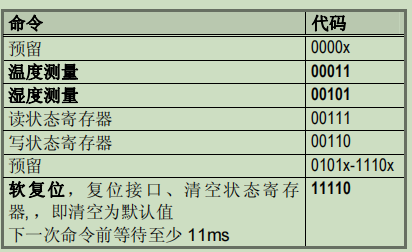 命令 代码
预留 0000x
温度测量 00011
湿度测量 00101
读状态寄存器 00111
写状态寄存器 00110
预留 0101x-1110x
软复位，复位接口、清空状态寄存 11110
器,，即清空为默认值
下一次命令前等待至少 11ms